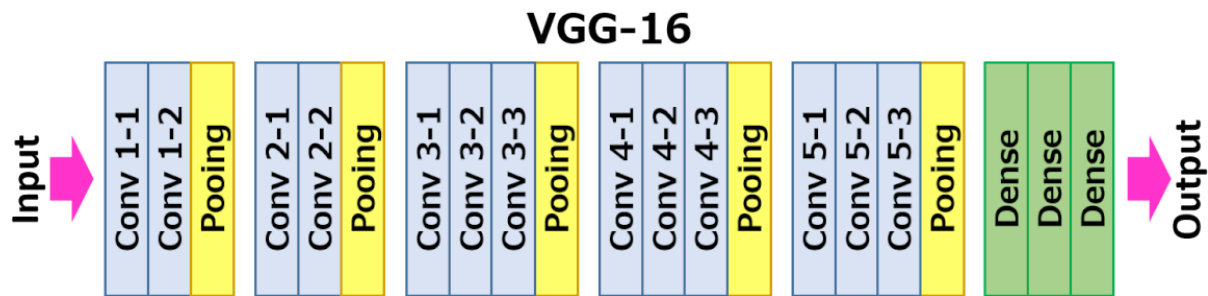 VGG-16
Input
Conv 1-1
Conv 1-2
Pooing
Conv 2-1
Conv 2-2
Pooing
Conv 3-1
Conv 3-2
Conv 3-3
Pooing
Conv 4-1
Conv 4-2
Conv 4-3
Pooing
Conv 5-1
Conv 5-2
Conv 5-3
Pooing
Dense
Dense
Dense
Output